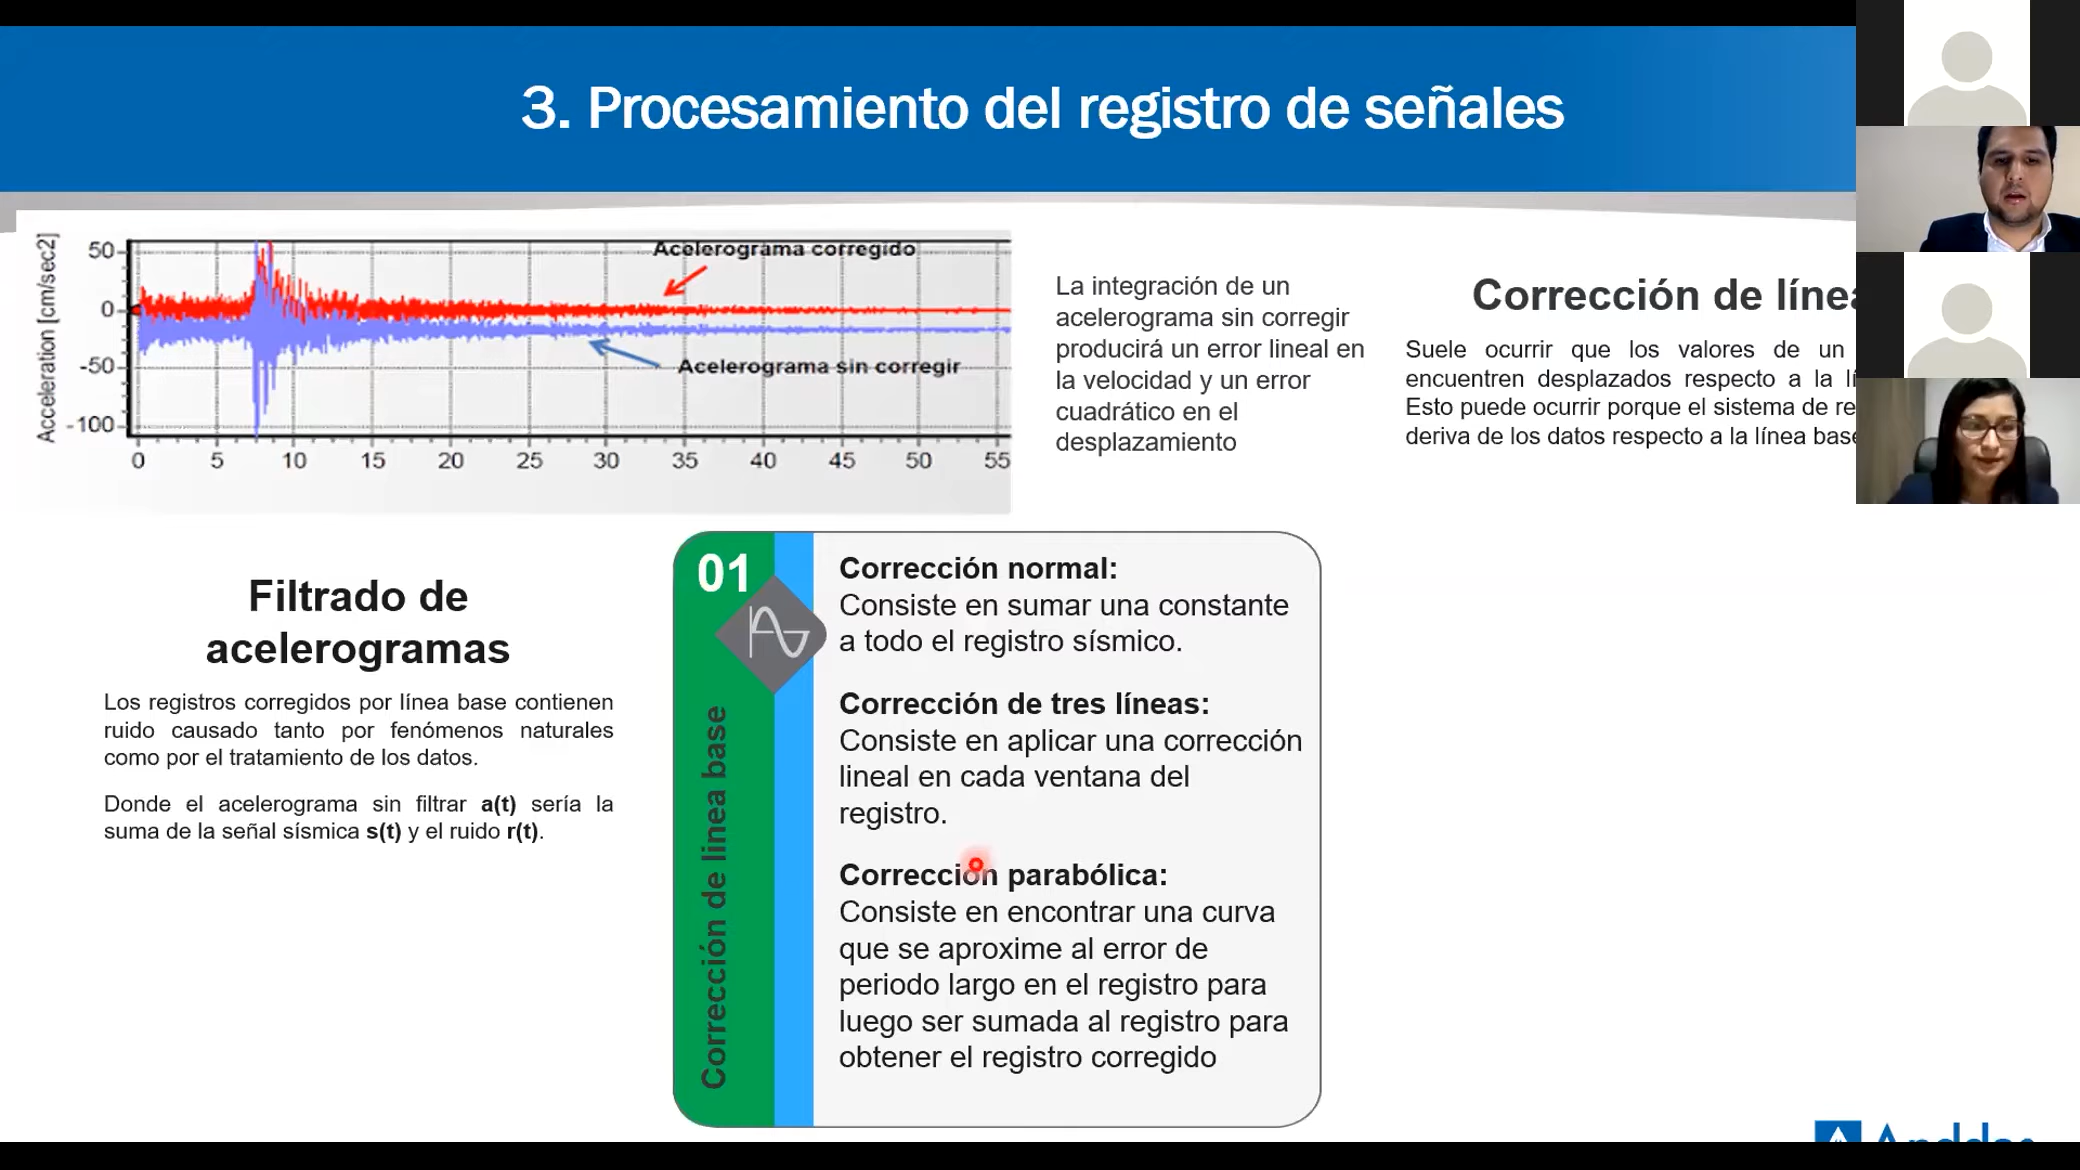 3. Procesamiento del registro de señales
Acceleration [cm/sec2]
50
0
-50
-100
Acelerograma corregido
Acelerograma sin corregir
0 5 10 15 20 25 30 35 40 45 50 55
La integración de un
acelerograma sin corregir
producirá un error lineal en
la velocidad y un error
cuadrático en el
desplazamiento
Corrección de línea
Suele ocurrir que los valores de un
encuentren desplazados respecto a la
Esto puede ocurrir porque el sistema de re
deriva de los datos respecto a la línea base
Filtrado de
acelerogramas
Los registros corregidos por línea base contienen
ruido causado tanto por fenómenos naturales
como por el tratamiento de los datos.
Donde el acelerograma sin filtrar a(t) sería la
suma de la señal sísmica s(t) y el ruido r(t).
01
Corrección de linea base
Corrección normal:
Consiste en sumar una constante
a todo el registro sísmico.
Corrección de tres líneas:
Consiste en aplicar una corrección
lineal en cada ventana del
registro.
Corrección parabólica:
Consiste en encontrar una curva
que se aproxime al error de
periodo largo en el registro para
luego ser sumada al registro para
obtener el registro corregido